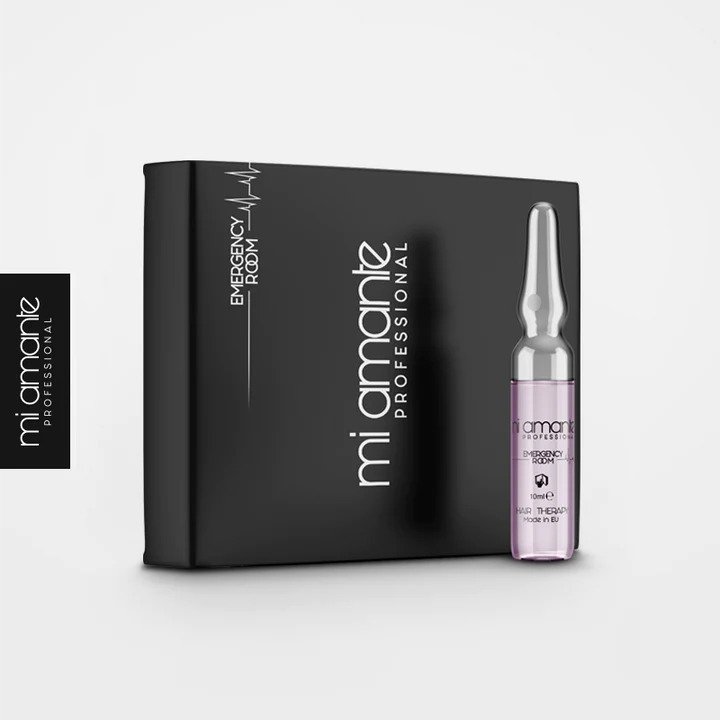 mi amante
PROFESSIONAL
EMERGENCY
ROOM
mi amante
PROFESSIONAL
mi amante
PROFESSIONAL
EMERGENCY
ROOM
10ml e
HAIR THERAPY
Made in EU